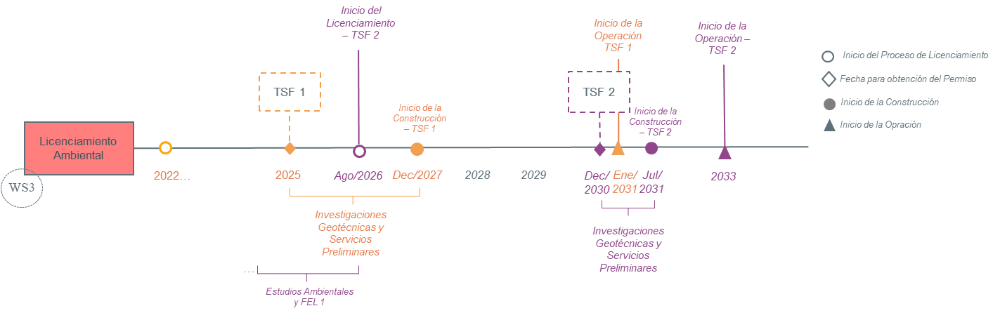 Inicio del
Licenciamiento
– TSF 2
Inicio de la
Operación
TSF 1
Inicio de la
Operación –
TSF 2
Inicio del Proceso de Licenciamiento
Fecha para obtención del Permiso
Inicio de la Construcción
Inicio de la Opración
TSF 1
TSF 2
Inicio de la
Construcción
– TSF 1
Inicio de la
Construcción
– TSF 2
Licenciamiento
Ambiental
WS3
2022…
2025
Ago/2026
Dec/2027
2028
2029
Dec/
2030
Ene/
2031
Jul/
2031
2033
Investigaciones
Geotécnicas y
Servicios
Preliminares
Investigaciones
Geotécnicas y
Servicios
Preliminares
…
Estudios Ambientales
y FEL 1